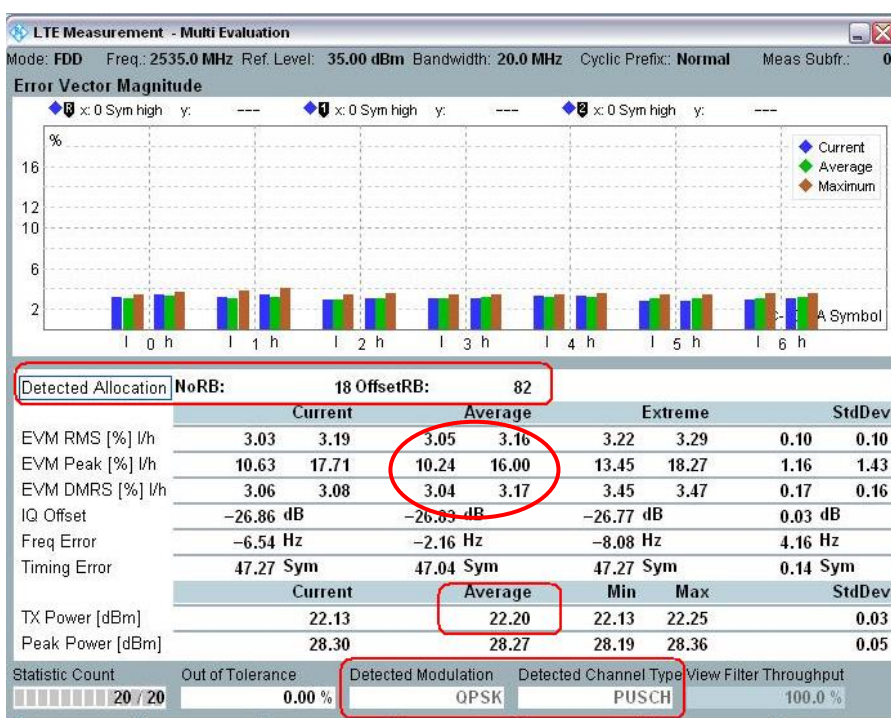 LTE Measurement - Multi Evaluation
Mode: FDD Freq.: 2535.0 MHz Ref. Level: 35.00 dBm Bandwidth: 20.0 MHz Cyclic Prefix: Normal Meas Subfr.: 0
Error Vector Magnitude
R x: 0 Sym high y: --- 1 x: 0 Sym high y: --- 2 x: 0 Sym high y: ---
%
Current
16 Average
Maximum
12
10
6
2
A Symbol
l 0 h l 1 h l 2 h l 3 h l 4 h l 5 h l 6 h
Detected Allocation NoRB: 18 OffsetRB: 82
Current Average Extreme StdDev
EVM RMS [%] l/h 3.03 3.19 3.05 3.16 3.22 3.29 0.10 0.10
EVM Peak [%] l/h 10.63 17.71 10.24 16.00 13.45 18.27 1.16 1.43
EVM DMRS [%] l/h 3.06 3.08 3.04 3.17 3.45 3.47 0.17 0.16
IQ Offset -26.86 dB dB -26.77 dB 0.03 dB
Freq Error -6.54 Hz -2.16 Hz -8.08 Hz 4.16 Hz
Timing Error 47.27 Sym 47.04 Sym 47.27 Sym 0.14 Sym
Current Average Min Max StdDev
TX Power [dBm] 22.13 22.20 22.13 22.25 0.03
Peak Power [dBm] 28.30 28.27 28.19 28.36 0.05
Statistic Count Out of Tolerance Detected Modulation Detected Channel Type View Filter Throughput
20 / 20 0.00 % QPSK PUSCH 100.0 %